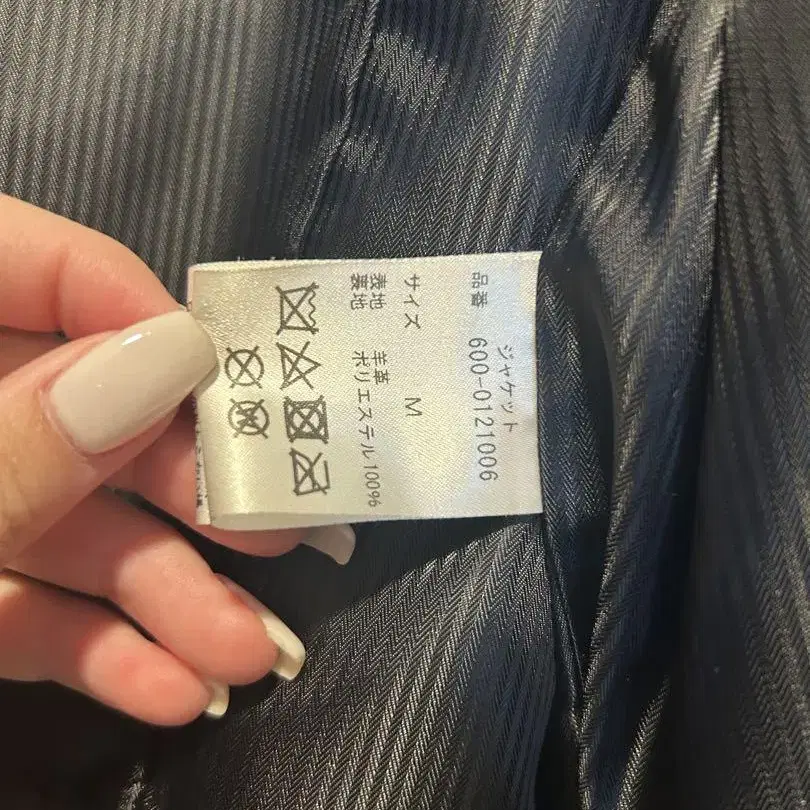 ジャケット
品番 600-0121006
サイズ M
表地 羊革
裏地 ポリエステル100%